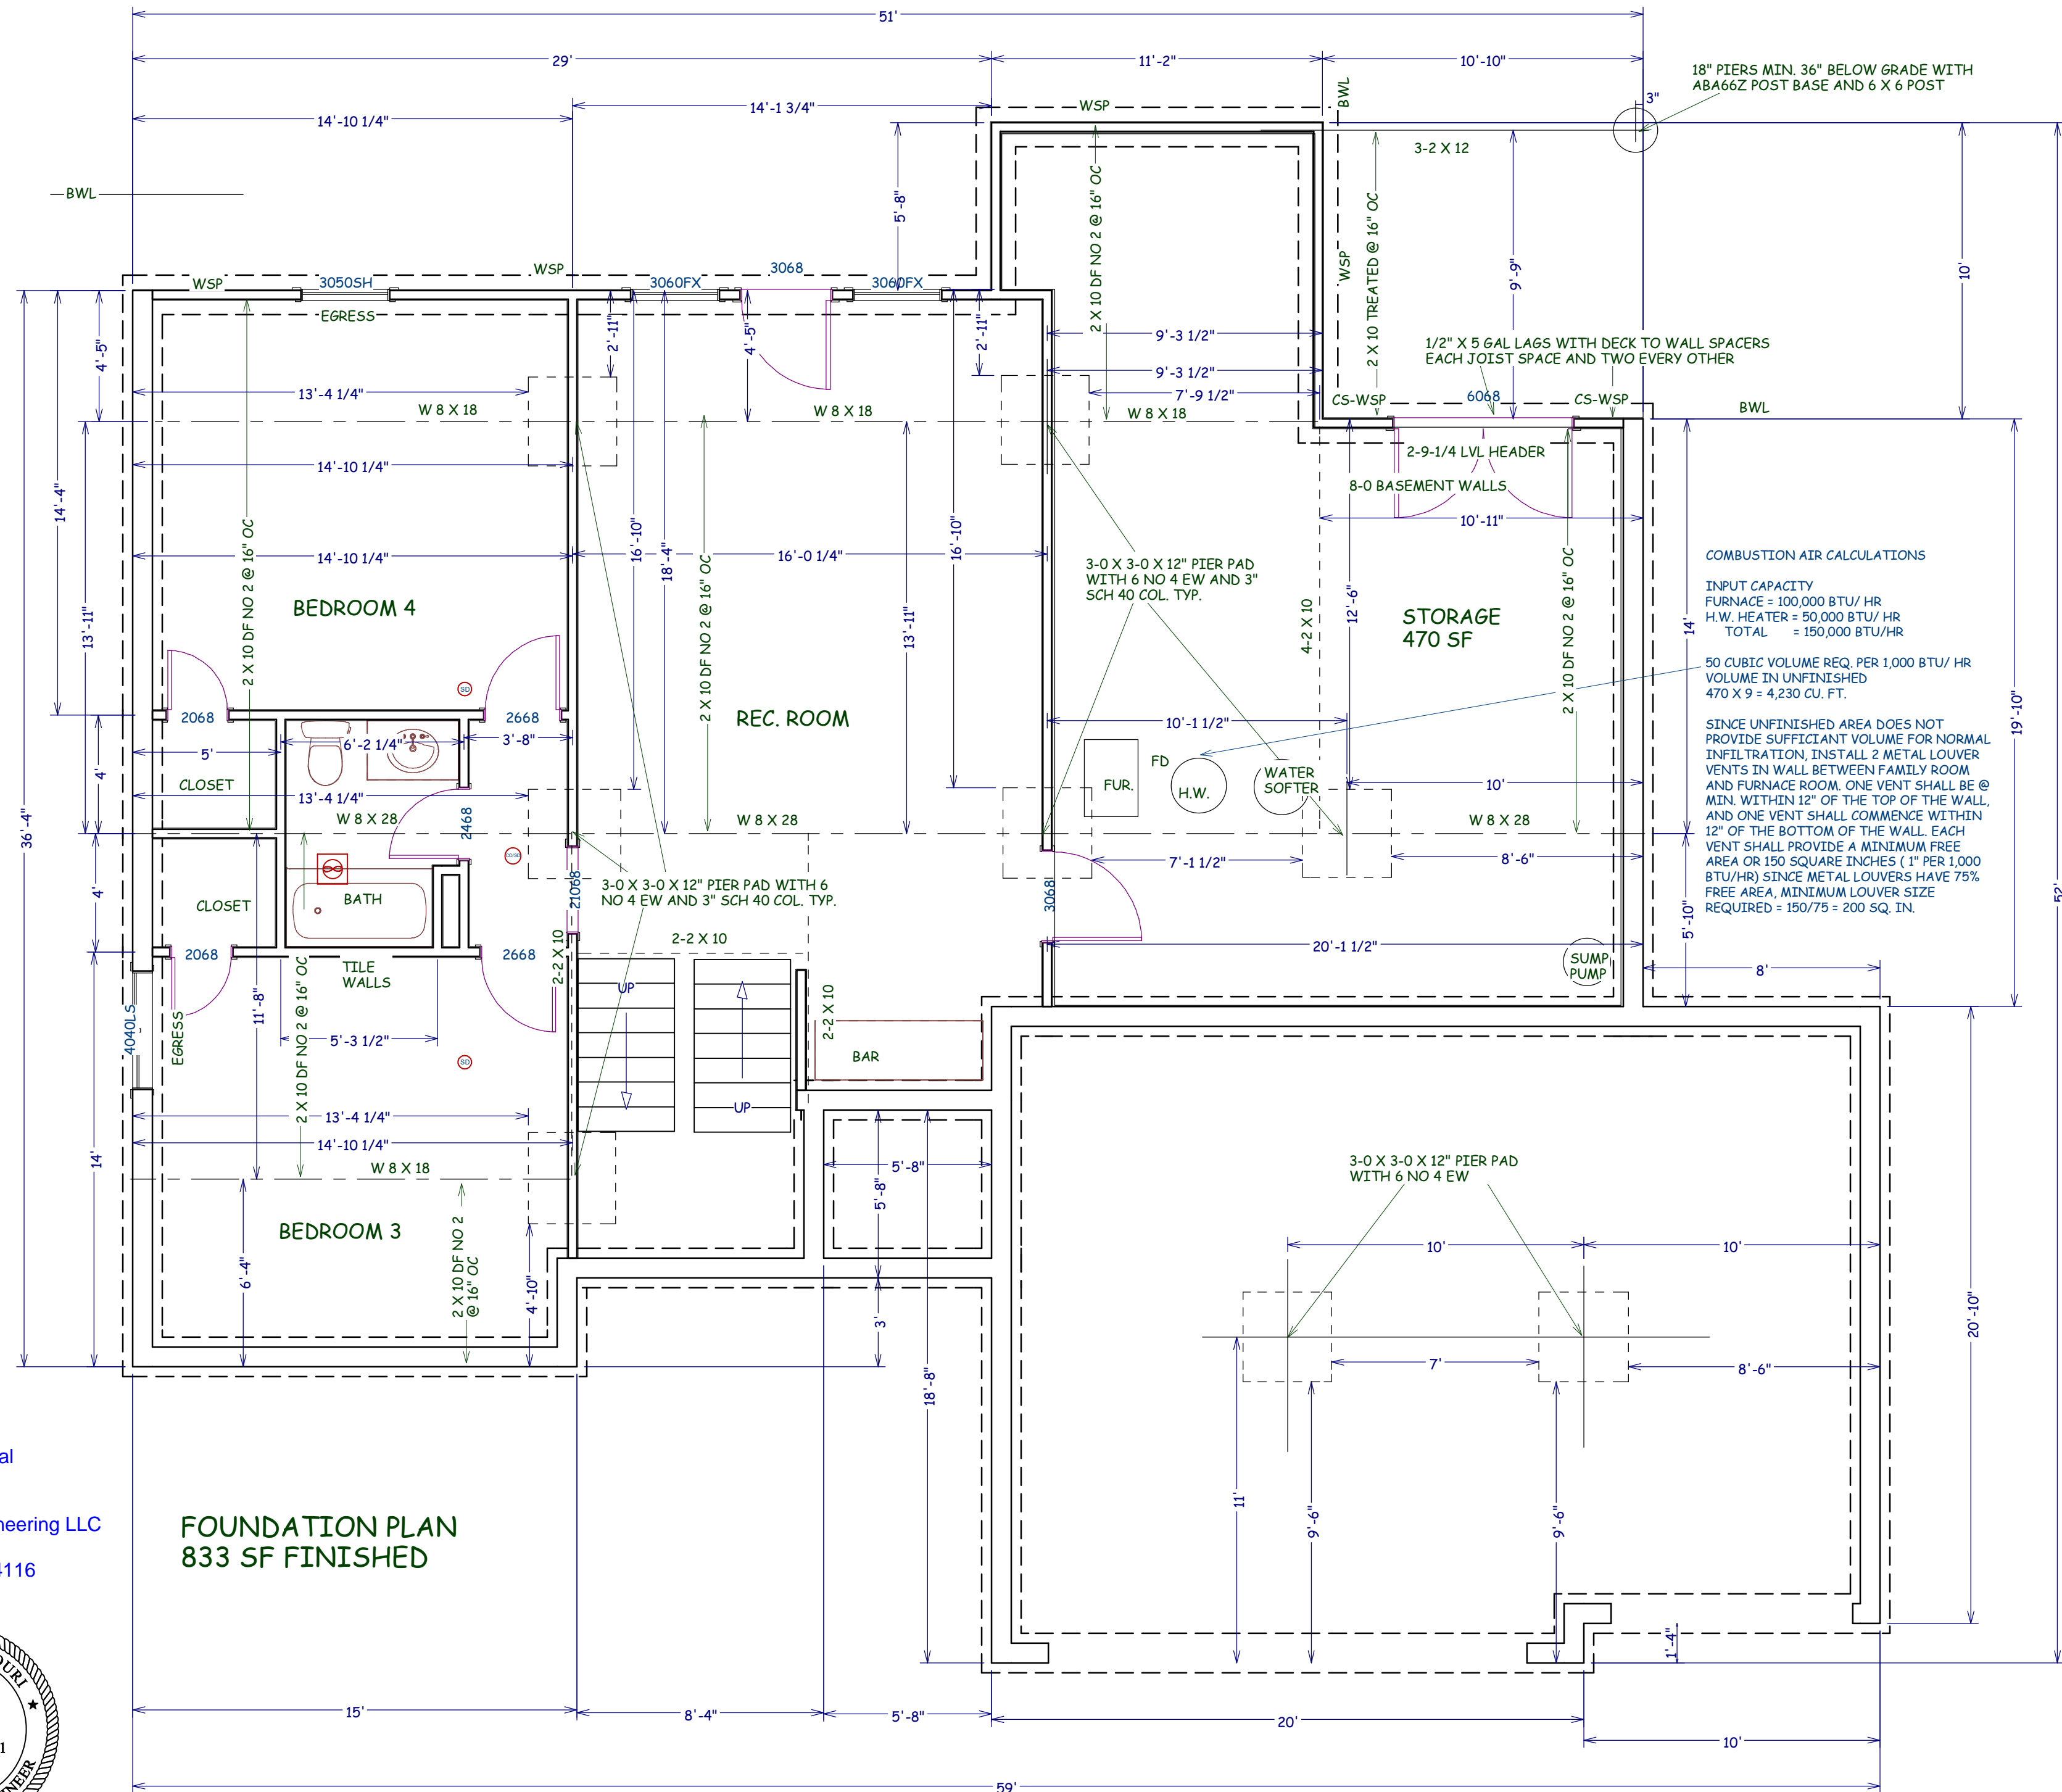 51'
29'
11'-2"
10'-10"
18" PIERS MIN. 36" BELOW GRADE WITH
ABA66Z POST BASE AND 6 X 6 POST
3"
14'-10 1/4"
14'-1 3/4"
WSP
BWL
3-2 X 12
BWL
5'-8"
2 X 10 DF NO 2 @ 16" OC
2 X 10 TREATED @ 16" OC
9'-9"
10'
WSP
WSP
3050SH
WSP
3060FX
3068
3060FX
EGRESS
4'-5"
2'-11"
4'-5"
2'-11"
9'-3 1/2"
9'-3 1/2"
7'-9 1/2"
1/2" X 5 GAL LAGS WITH DECK TO WALL SPACERS
EACH JOIST SPACE AND TWO EVERY OTHER
13'-4 1/4"
W 8 X 18
W 8 X 18
W 8 X 18
CS-WSP
6068
CS-WSP
BWL
14'-10 1/4"
2-9-1/4 LVL HEADER
8-0 BASEMENT WALLS
10'-11"
14'-4"
13'-11"
36'-4"
2 X 10 DF NO 2 @ 16" OC
14'-10 1/4"
16'-10"
18'-4"
2 X 10 DF NO 2 @ 16" OC
16'-0 1/4"
13'-11"
16'-10"
3-0 X 3-0 X 12" PIER PAD
WITH 6 NO 4 EW AND 3"
SCH 40 COL. TYP.
4-2 X 10
12'-6"
STORAGE
470 SF
2 X 10 DF NO 2 @ 16" OC
14'
19'-10"
52'
COMBUSTION AIR CALCULATIONS
INPUT CAPACITY
FURNACE = 100,000 BTU/ HR
H.W. HEATER = 50,000 BTU/ HR
TOTAL = 150,000 BTU/HR
50 CUBIC VOLUME REQ. PER 1,000 BTU/ HR
VOLUME IN UNFINISHED
470 X 9 = 4,230 CU. FT.
SINCE UNFINISHED AREA DOES NOT
PROVIDE SUFFICIANT VOLUME FOR NORMAL
INFILTRATION, INSTALL 2 METAL LOUVER
VENTS IN WALL BETWEEN FAMILY ROOM
AND FURNACE ROOM. ONE VENT SHALL BE @
MIN. WITHIN 12" OF THE TOP OF THE WALL,
AND ONE VENT SHALL COMMENCE WITHIN
12" OF THE BOTTOM OF THE WALL. EACH
VENT SHALL PROVIDE A MINIMUM FREE
AREA OR 150 SQUARE INCHES ( 1" PER 1,000
BTU/HR) SINCE METAL LOUVERS HAVE 75%
FREE AREA, MINIMUM LOUVER SIZE
REQUIRED = 150/75 = 200 SQ. IN.
BEDROOM 4
SD
2068
2668
REC. ROOM
10'-1 1/2"
4'
5'
6'-2 1/4"
3'-8"
CLOSET
13'-4 1/4"
FUR.
FD
H.W.
WATER
SOFTER
10'
W 8 X 28
2468
W 8 X 28
W 8 X 28
7'-1 1/2"
8'-6"
4'
CLOSET
BATH
21068
3-0 X 3-0 X 12" PIER PAD WITH 6
NO 4 EW AND 3" SCH 40 COL. TYP.
3068
5'-10"
2068
TILE
WALLS
2668
2-2 X 10
2-2 X 10
20'-1 1/2"
SUMP
PUMP
8'
4040LS
EGRESS
11'-8"
2 X 10 DF NO 2 @ 16" OC
5'-3 1/2"
SD
UP
UP
2-2 X 10
BAR
13'-4 1/4"
14'-10 1/4"
14'
W 8 X 18
5'-8"
5'-8"
3-0 X 3-0 X 12" PIER PAD
WITH 6 NO 4 EW
BEDROOM 3
6'-4"
2 X 10 DF NO 2
@ 16" OC
4'-10"
3'
18'-8"
10'
10'
20'-10"
7'
8'-6"
11'
9'-6"
9'-6"
1'-4"
al
neering LLC
4116
FOUNDATION PLAN
833 SF FINISHED
15'
8'-4"
5'-8"
20'
10'
59'